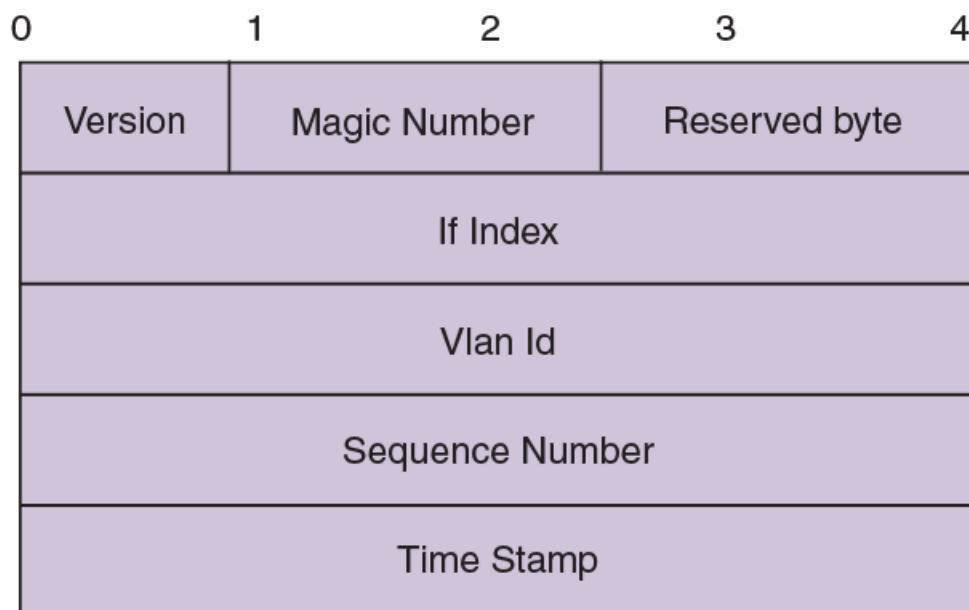 0 1 2 3 4
Version Magic Number Reserved byte
If Index
Vlan Id
Sequence Number
Time Stamp